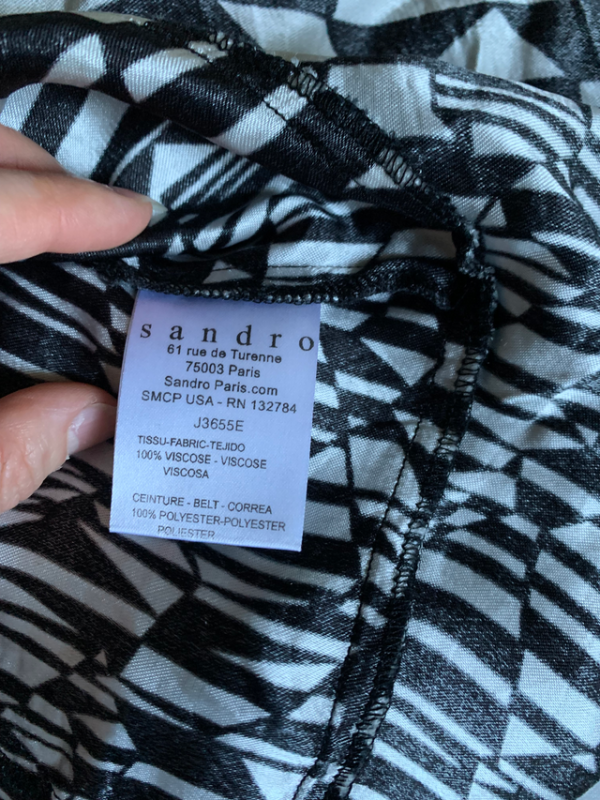 sandro
61 rue de Turenne
75003 Paris
Sandro Paris.com
SMCP USA - RN 132784
J3655E
TISSU-FABRIC-TEJIDO
100% VISCOSE - VISCOSE
VISCOSA
CEINTURE - BELT - CORREA
100% POLYESTER-POLYESTER
POLIESTER